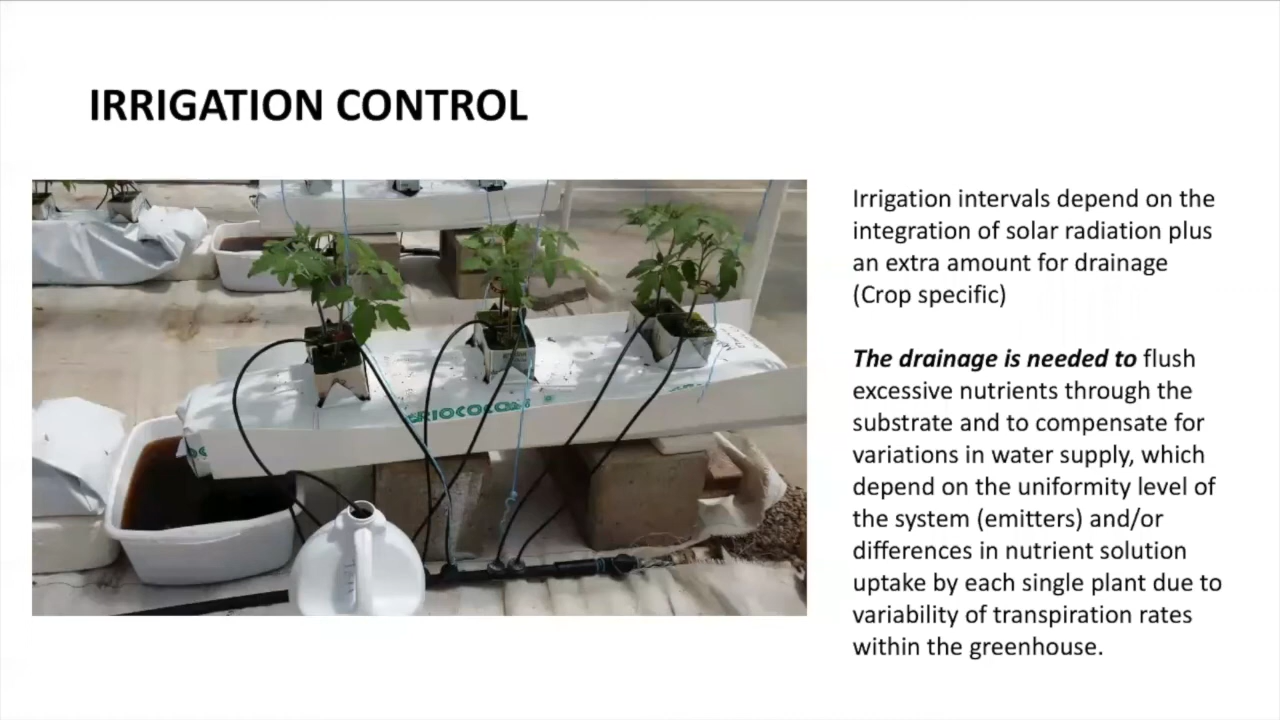 IRRIGATION CONTROL
Irrigation intervals depend on the
integration of solar radiation plus
an extra amount for drainage
(Crop specific)
The drainage is needed to flush
excessive nutrients through the
substrate and to compensate for
variations in water supply, which
depend on the uniformity level of
the system (emitters) and/or
differences in nutrient solution
uptake by each single plant due to
variability of transpiration rates
within the greenhouse.
RIOCOCO